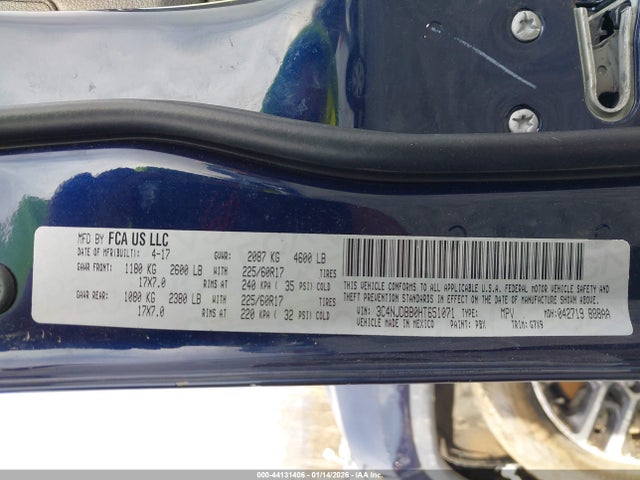 MFD BY FCA US LLC
DATE OF MFR(BUILT): 4-17 GVWR: 2087 KG 4600 LB
GAWR FRONT: 1180 KG 2600 LB WITH 225/60R17 TIRES
17X7.0 RIMS AT 240 KPA ( 35 PSI) COLD
GAWR REAR: 1080 KG 2380 LB WITH 225/60R17 TIRES
17X7.0 RIMS AT 220 KPA ( 32 PSI) COLD
THIS VEHICLE CONFORMS TO ALL APPLICABLE U.S.A. FEDERAL MOTOR VEHICLE SAFETY
BUMPER AND THEFT PREVENTION STANDARDS IN EFFECT ON THE DATE OF MANUFACTURE SHOWN ABOVE.
VIN: 3C4NJDBB0HT651071 TYPE: MPV MDH: 042719
VEHICLE MADE IN MEXICO PAINT: PBX TRIM:
000-44131406 - 01/14/2026 - IAA Holdings, LLC.